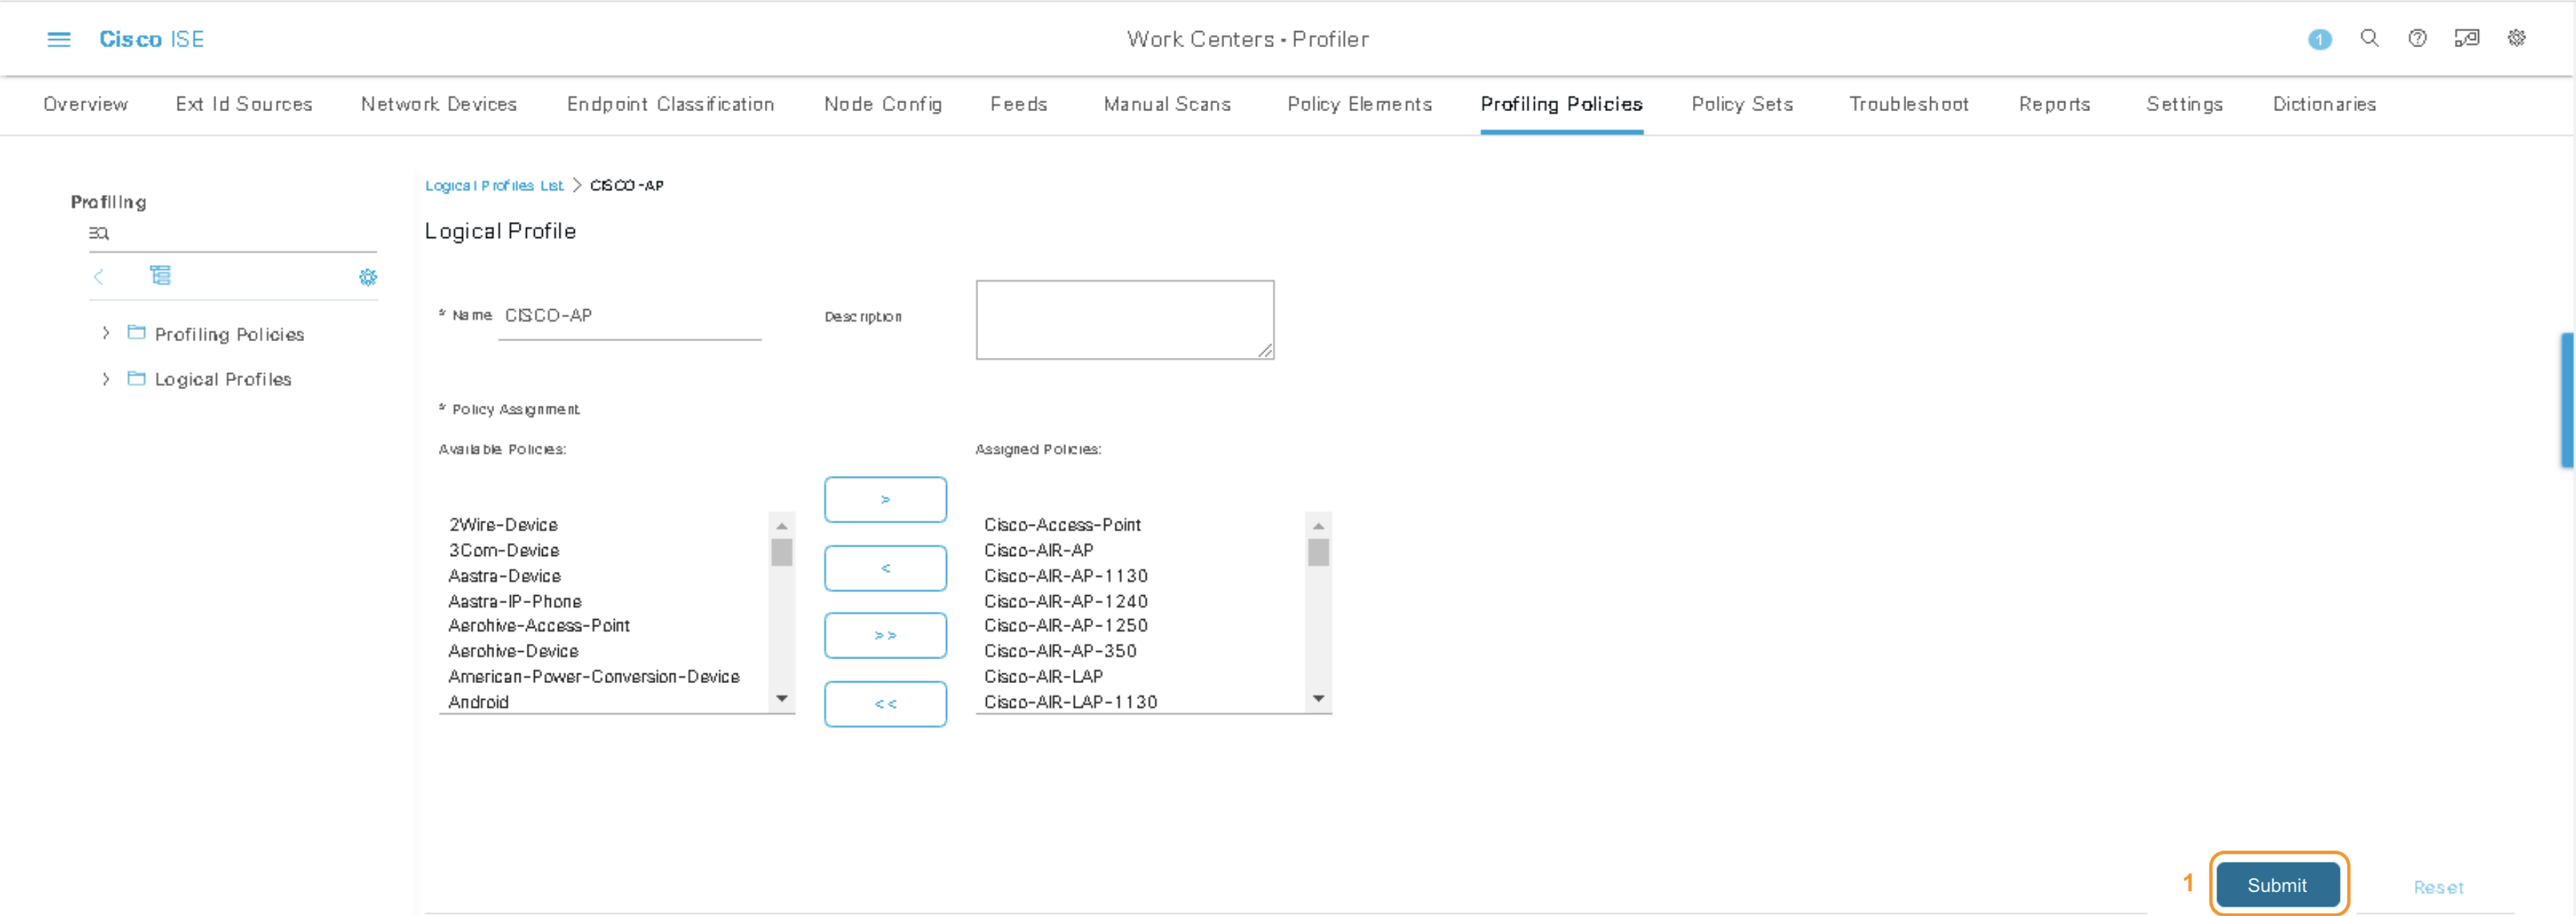 Cisco ISE
Work Centers · Profiler
1
Overview
Ext Id Sources
Network Devices
Endpoint Classification
Node Config
Feeds
Manual Scans
Policy Elements
Profiling Policies
Policy Sets
Troubleshoot
Reports
Settings
Dictionaries
Profiling
Profiling Policies
Logical Profiles
Logical Profiles List > CISCO-AP
Logical Profile
* Name CISCO-AP
Description
* Policy Assignment
Available Policies:
2Wire-Device
3Com-Device
Aastra-Device
Aastra-IP-Phone
Aerohive-Access-Point
Aerohive-Device
American-Power-Conversion-Device
Android
>
<
>>
<<
Assigned Policies:
Cisco-Access-Point
Cisco-AIR-AP
Cisco-AIR-AP-1130
Cisco-AIR-AP-1240
Cisco-AIR-AP-1250
Cisco-AIR-AP-350
Cisco-AIR-LAP
Cisco-AIR-LAP-1130
1
Submit
Reset